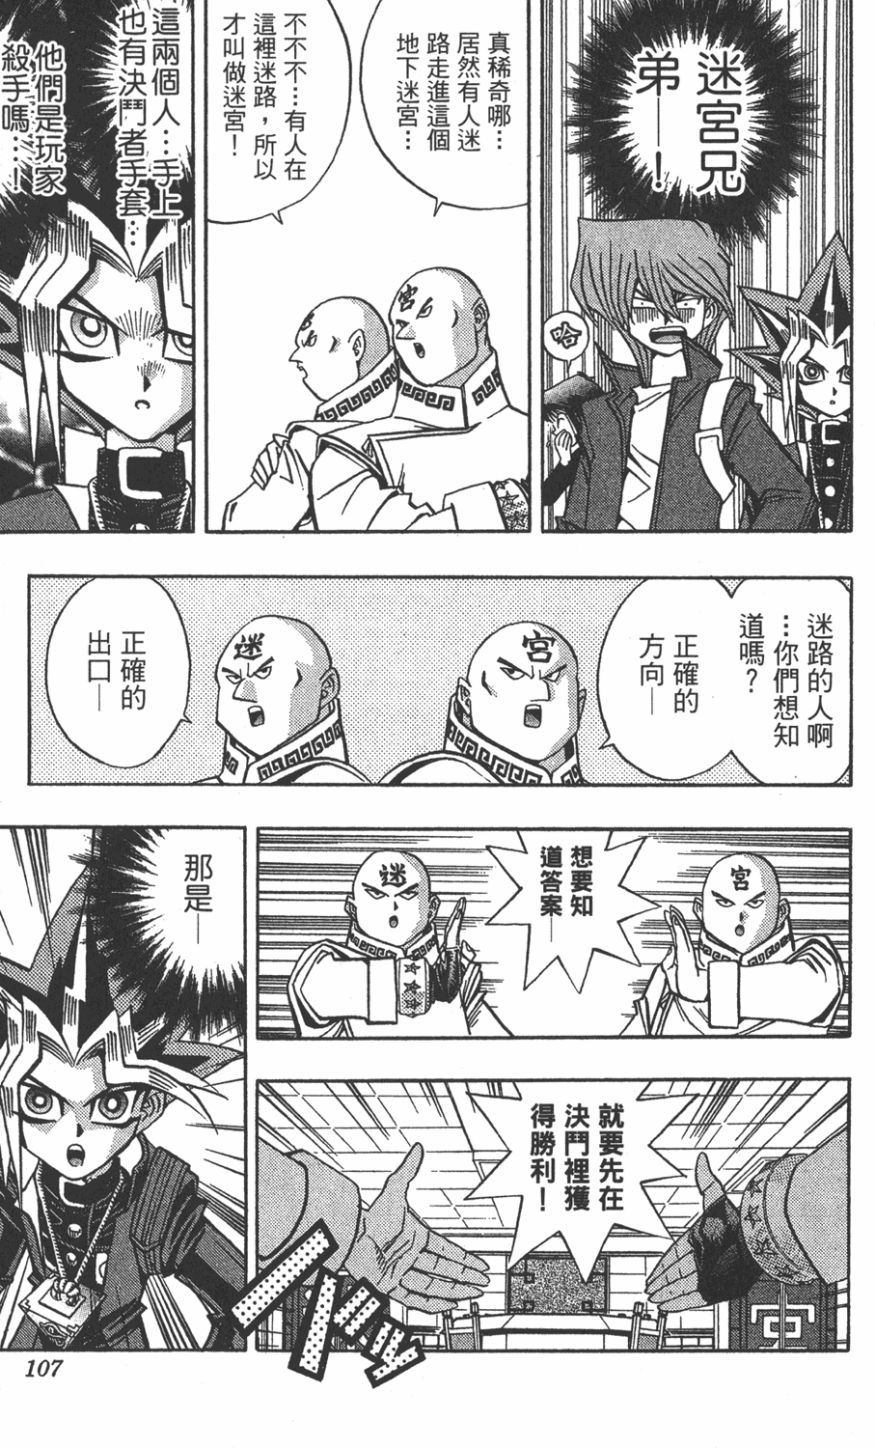 迷宮兄
弟—!
哈
真稀奇哪…
居然有人迷
路走進這個
地下迷宮…
不不不…有人在
這裡迷路，所以
才叫做迷宮!
宮
這兩個人…手上
也有決鬥者手套…
他們是玩家
殺手嗎…!
迷路的人啊
…你們想知
道嗎?
正確的
方向—
宮
迷
正確的
出口—
宮
想要知
道答案—
迷
那是—
就要先在
決鬥裡獲
得勝利!
宮
バッ
107